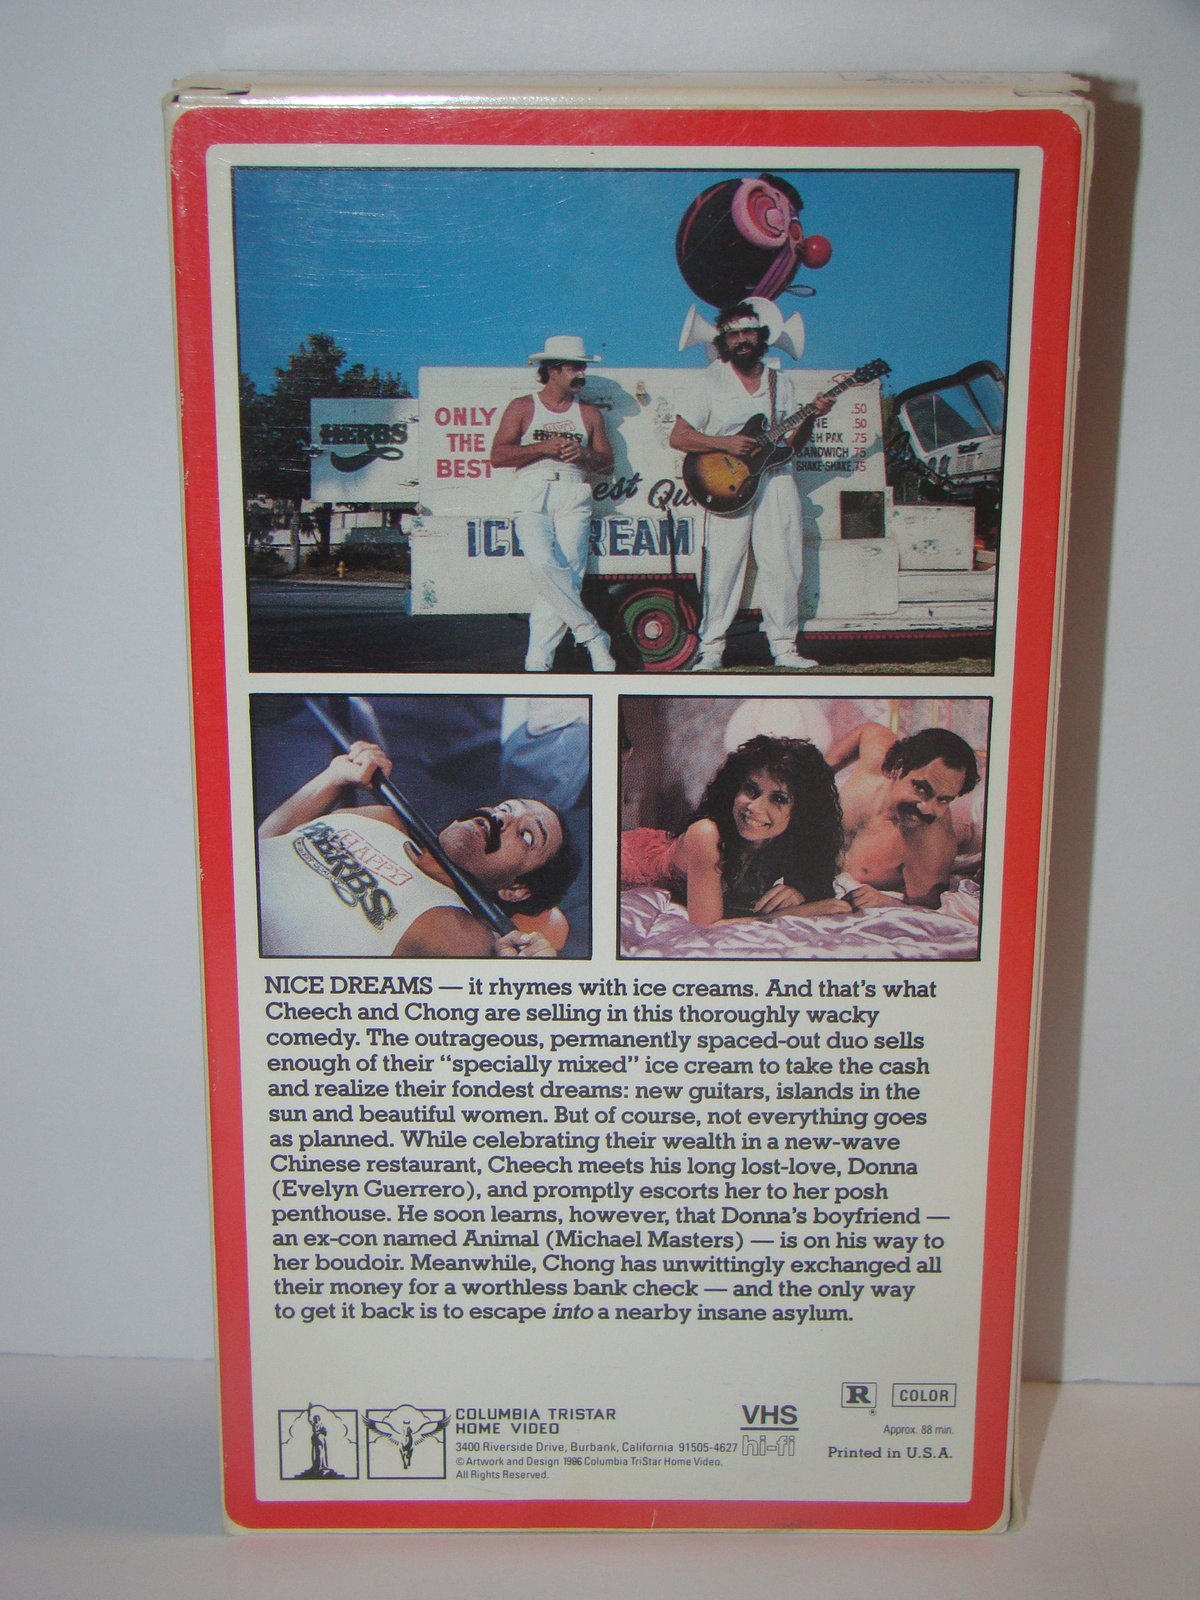 HERBS
ONLY
THE
BEST
HERBS
est Qu
ICE CREAM
.50
.50
.75
SANDWICH .75
SHAKE-SHAKE .75
HAPPY
HERBS
NICE DREAMS — it rhymes with ice creams. And that's what
Cheech and Chong are selling in this thoroughly wacky
comedy. The outrageous, permanently spaced-out duo sells
enough of their “specially mixed” ice cream to take the cash
and realize their fondest dreams: new guitars, islands in the
sun and beautiful women. But of course, not everything goes
as planned. While celebrating their wealth in a new-wave
Chinese restaurant, Cheech meets his long lost-love, Donna
(Evelyn Guerrero), and promptly escorts her to her posh
penthouse. He soon learns, however, that Donna's boyfriend —
an ex-con named Animal (Michael Masters) — is on his way to
her boudoir. Meanwhile, Chong has unwittingly exchanged all
their money for a worthless bank check — and the only way
to get it back is to escape into a nearby insane asylum.
R
®
COLOR
COLUMBIA TRISTAR
HOME VIDEO
3400 Riverside Drive, Burbank, California 91505-4627
© Artwork and Design 1986 Columbia TriStar Home Video.
All Rights Reserved.
VHS
hi-fi
Approx. 88 min.
Printed in U.S.A.